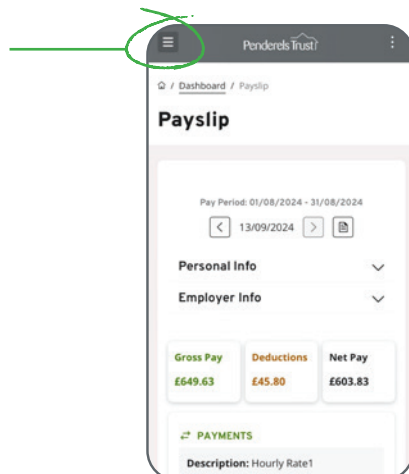 Penderels Trust
/ Dashboard / Payslip
Payslip
Pay Period: 01/08/2024 - 31/08/2024
13/09/2024
Personal Info
Employer Info
Gross Pay Deductions Net Pay
£649.63 £45.80 £603.83
PAYMENTS
Description: Hourly Rate1